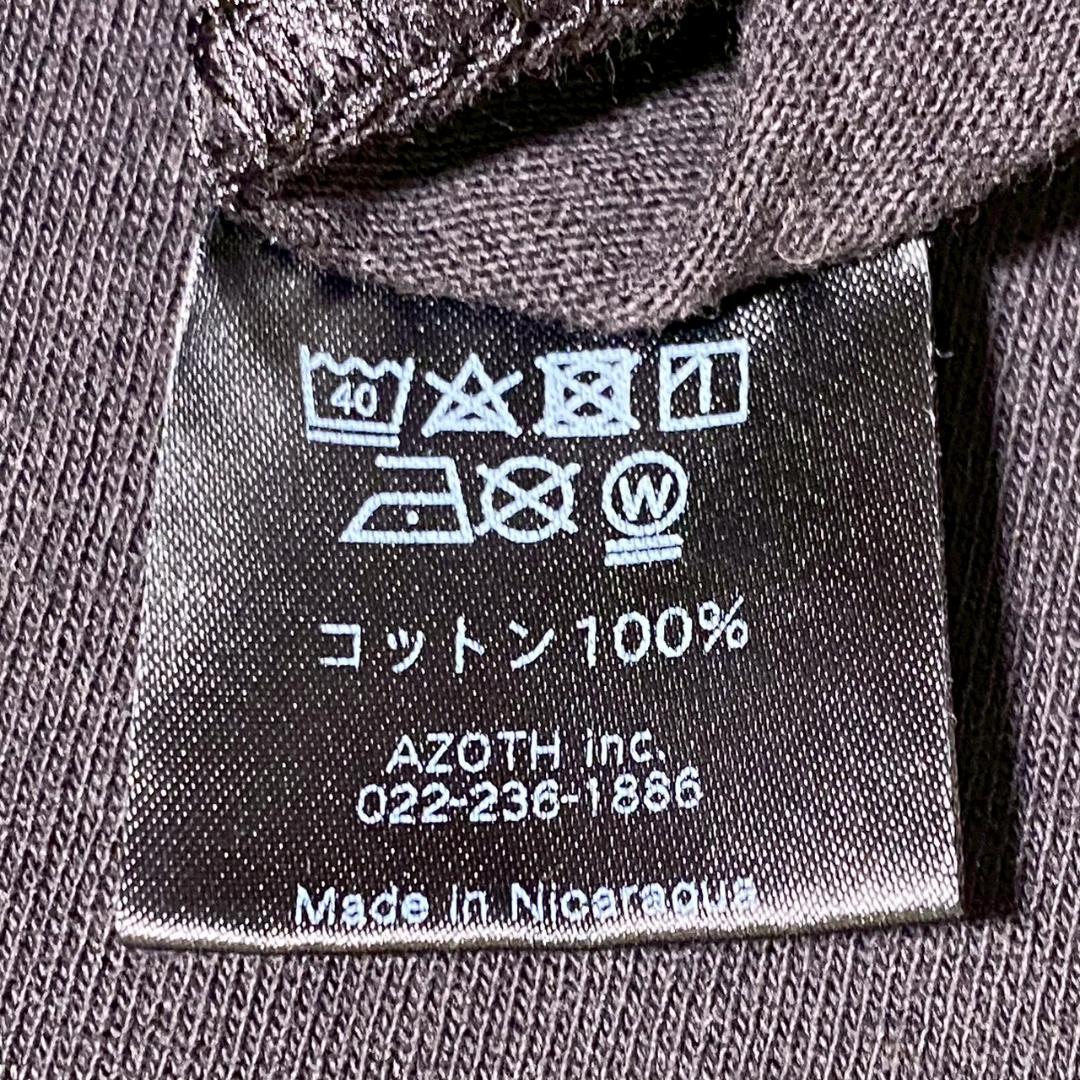 40
W
コットン100%
AZOTH inc.
022-236-1886
Made in Nicaragua